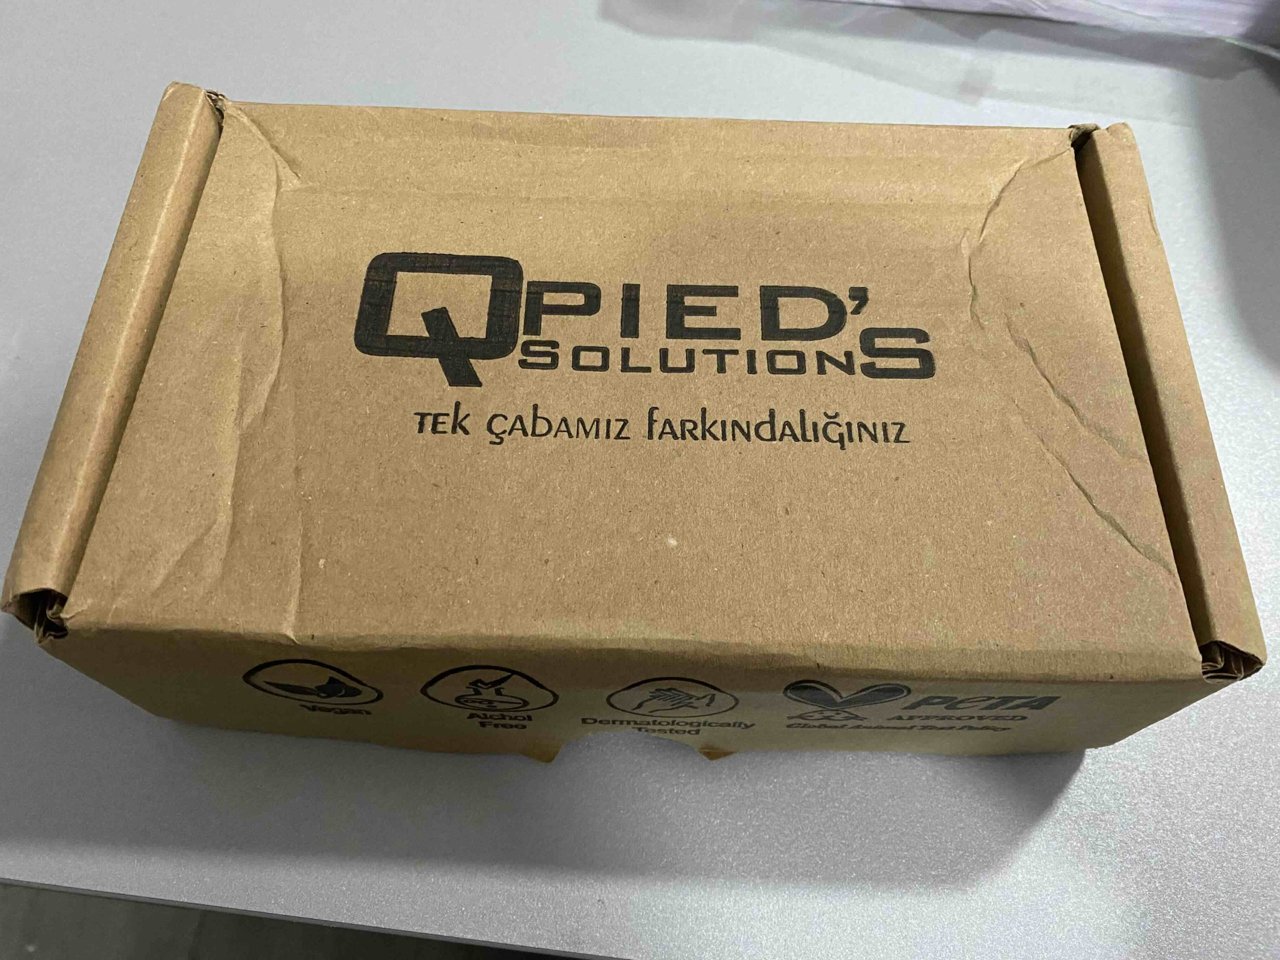 QPIED'S
SOLUTIONS
TEK ÇABAMIZ FARKINDALIĞINIZ
Vegan
Alchol
Free
Dermatologically
Tested
PETA
APPROVED
Global Animal Test Policy